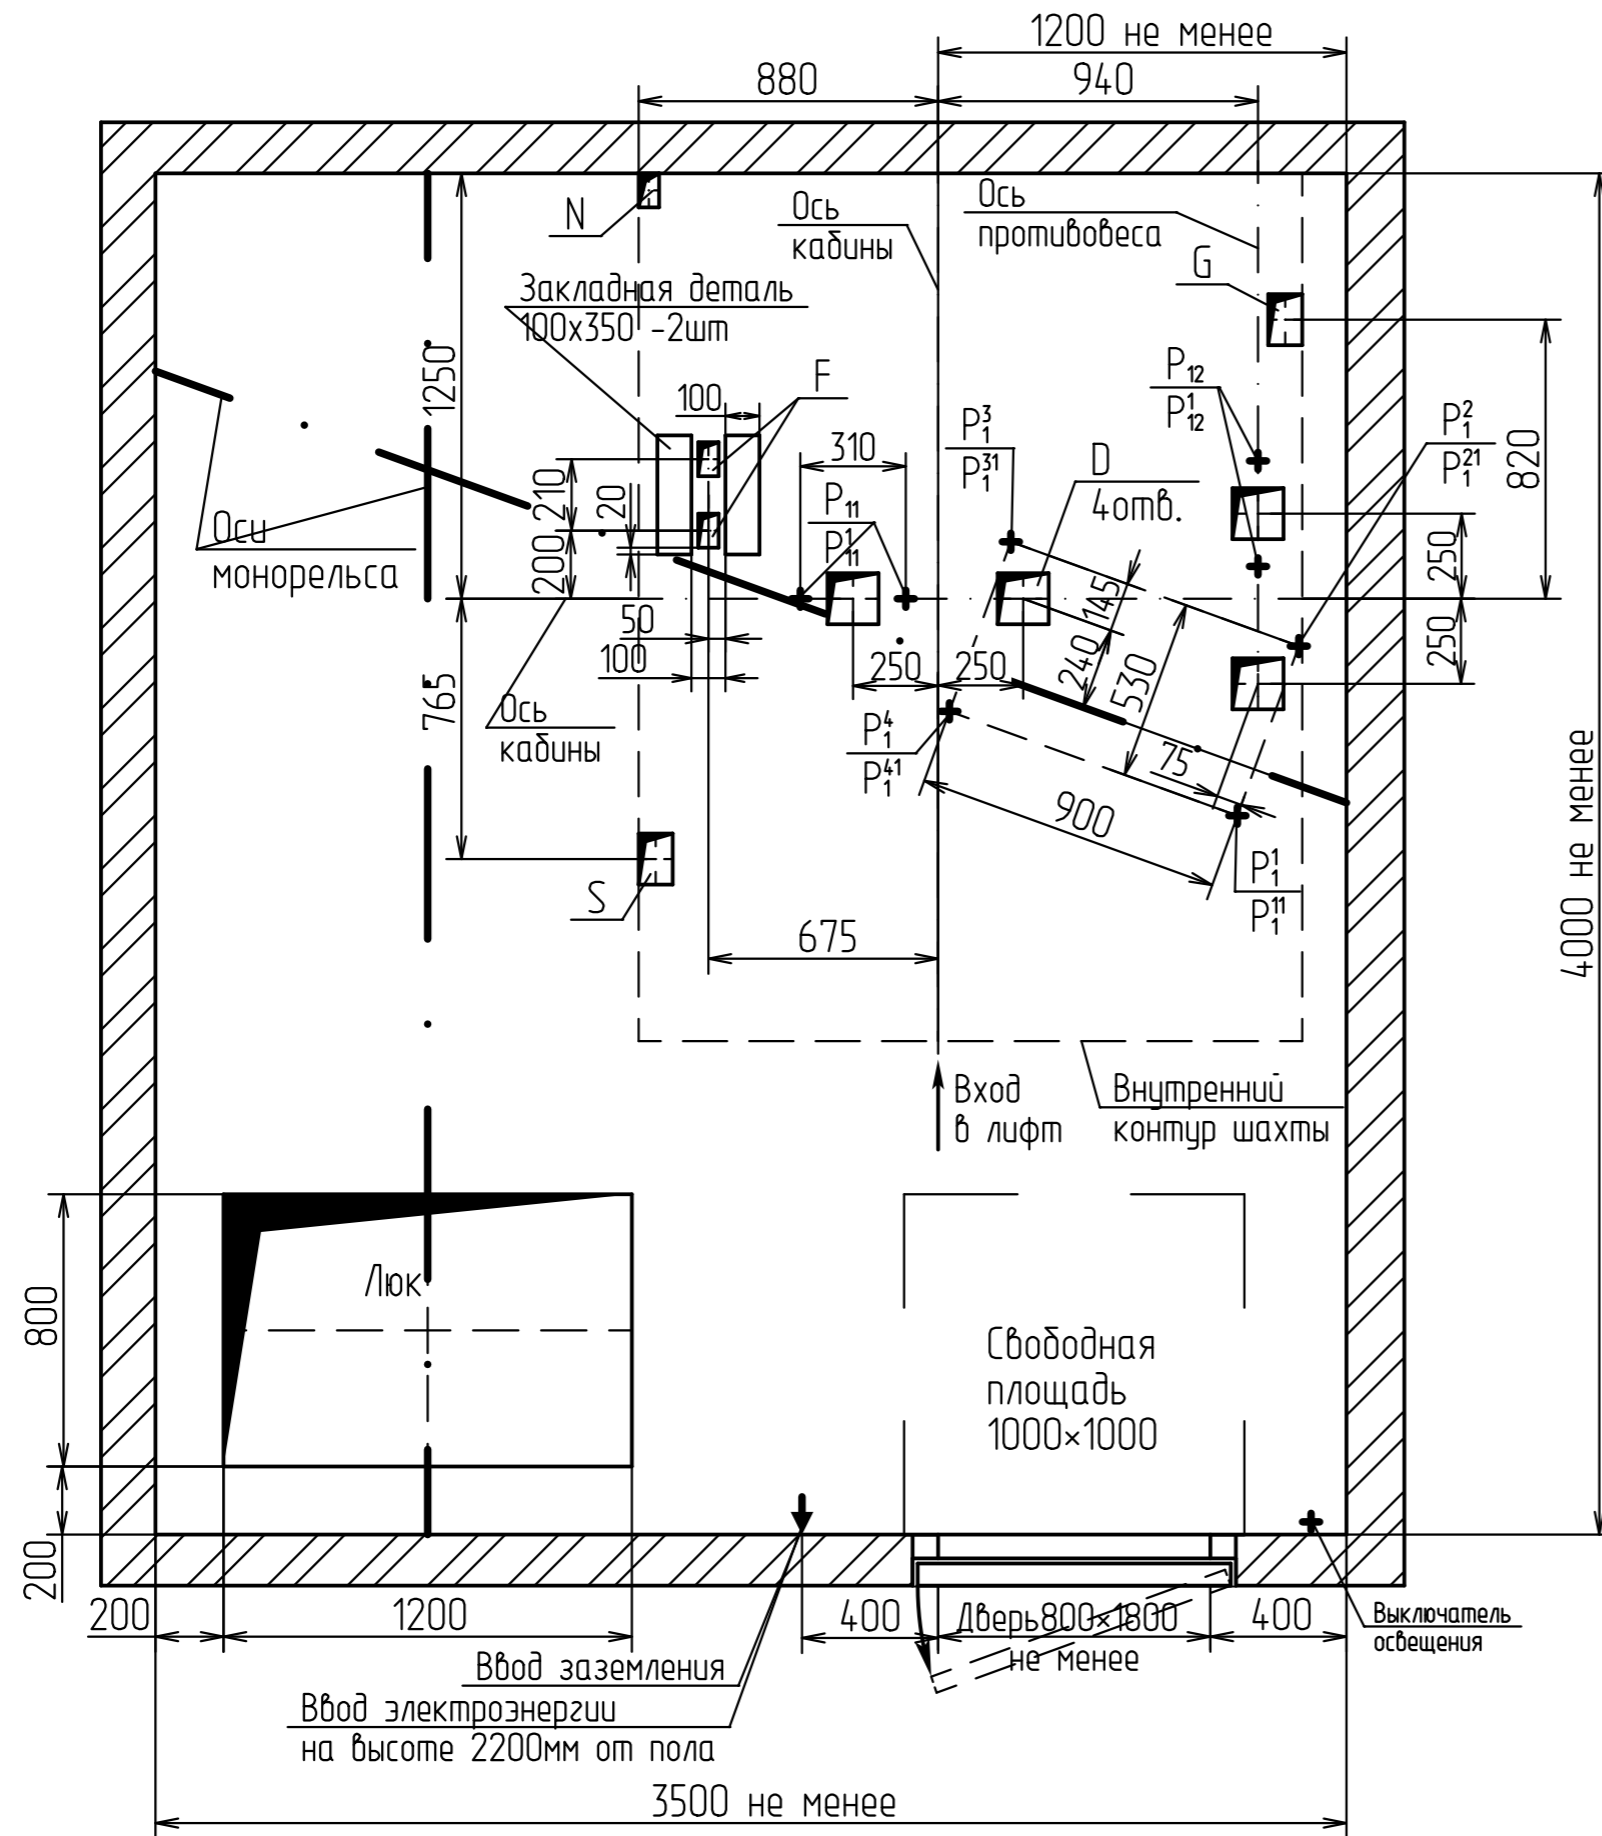 1200 не менее
880
940
N
Ось
кабины
Ось
противовеса
G
Закладная деталь
100х350 -2шт
1250
100
F
310
P₁₂
P¹₁₂
P³₁
P³¹₁
P²₁
P²¹₁
820
D
4отв.
210
20
200
P₁₁
P¹₁₁
Оси
монорельса
250
145
50
100
250
250
240
530
250
765
Ось
кабины
P⁴₁
P⁴¹₁
75
900
4000 не менее
S
P¹₁
P¹¹₁
675
Вход
в лифт
Внутренний
контур шахты
800
Люк
Свободная
площадь
1000×1000
200
200
1200
400
Дверь800×1800
не менее
400
Выключатель
освещения
Ввод заземления
Ввод электроэнергии
на высоте 2200мм от пола
3500 не менее